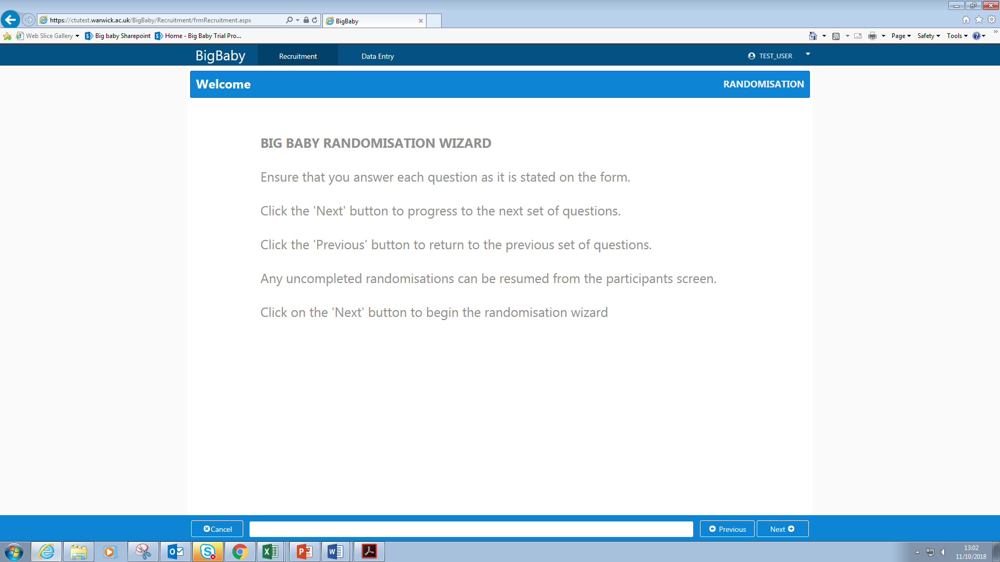 https://ctutest.warwick.ac.uk/BigBaby/Recruitment/frmRecruitment.aspx
BigBaby
Web Slice Gallery
Big baby Sharepoint
Home - Big Baby Trial Pro...
Page
Safety
Tools
BigBaby
Recruitment
Data Entry
TEST_USER
Welcome
RANDOMISATION
BIG BABY RANDOMISATION WIZARD
Ensure that you answer each question as it is stated on the form.
Click the 'Next' button to progress to the next set of questions.
Click the 'Previous' button to return to the previous set of questions.
Any uncompleted randomisations can be resumed from the participants screen.
Click on the 'Next' button to begin the randomisation wizard
Cancel
Previous
Next
13:02
11/10/2018